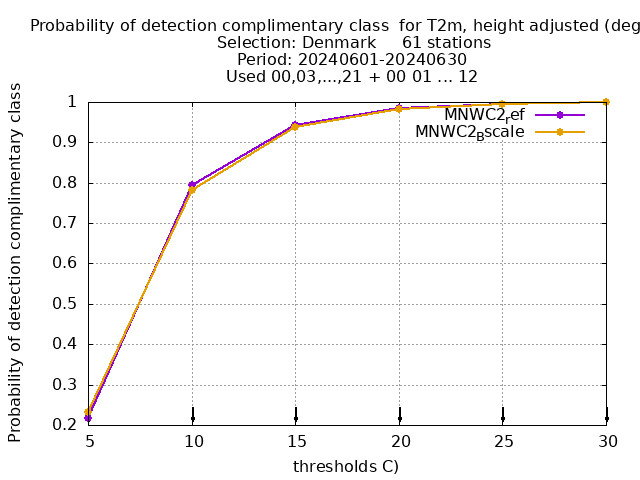 Probability of detection complimentary class  for T2m, height adjusted (deg
Selection: Denmark     61 stations
Period: 20240601-20240630
Used 00,03,...,21 + 00 01 ... 12
Probability of detection complimentary class
1
0.9
0.8
0.7
0.6
0.5
0.4
0.3
0.2
MNWC2ref
MNWC2Bscale
5 10 15 20 25 30
thresholds C)